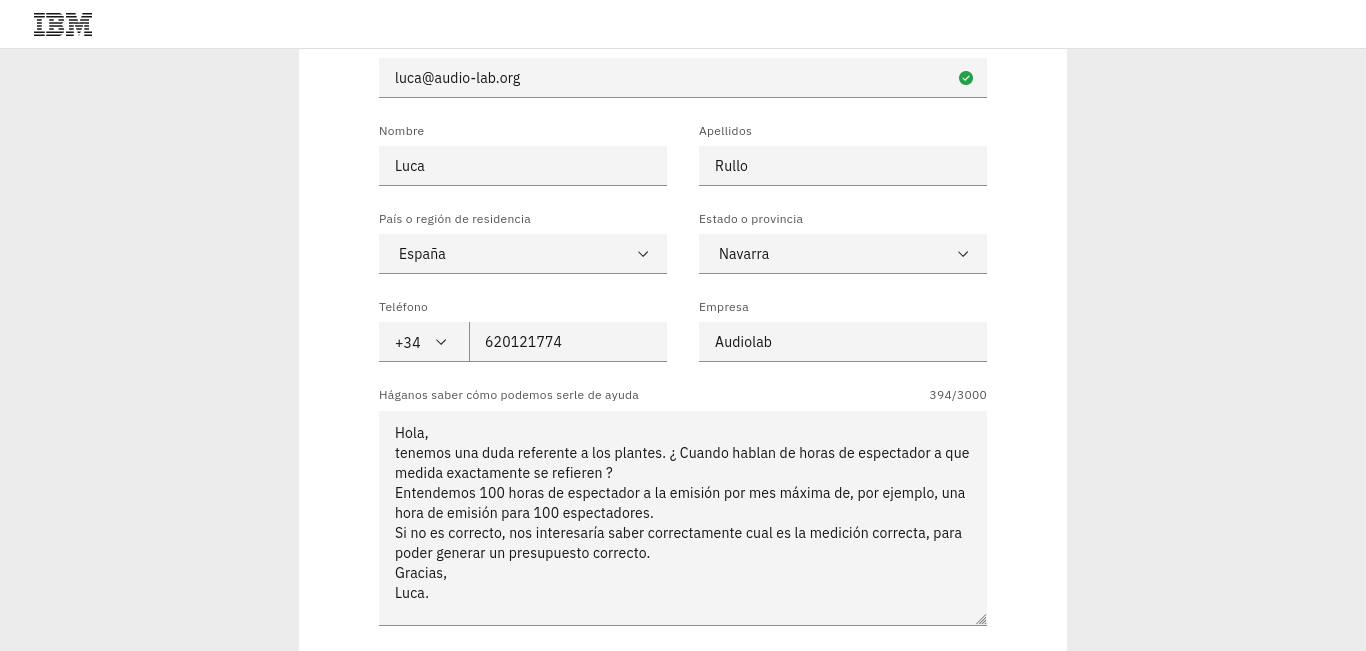 IBM
luca@audio-lab.org
Nombre
Apellidos
Luca
Rullo
País o región de residencia
Estado o provincia
España
Navarra
Teléfono
Empresa
+34
620121774
Audiolab
Háganos saber cómo podemos serle de ayuda
394/3000
Hola,
tenemos una duda referente a los plantes. ¿ Cuando hablan de horas de espectador a que
medida exactamente se refieren ?
Entendemos 100 horas de espectador a la emisión por mes máxima de, por ejemplo, una
hora de emisión para 100 espectadores.
Si no es correcto, nos interesaría saber correctamente cual es la medición correcta, para
poder generar un presupuesto correcto.
Gracias,
Luca.